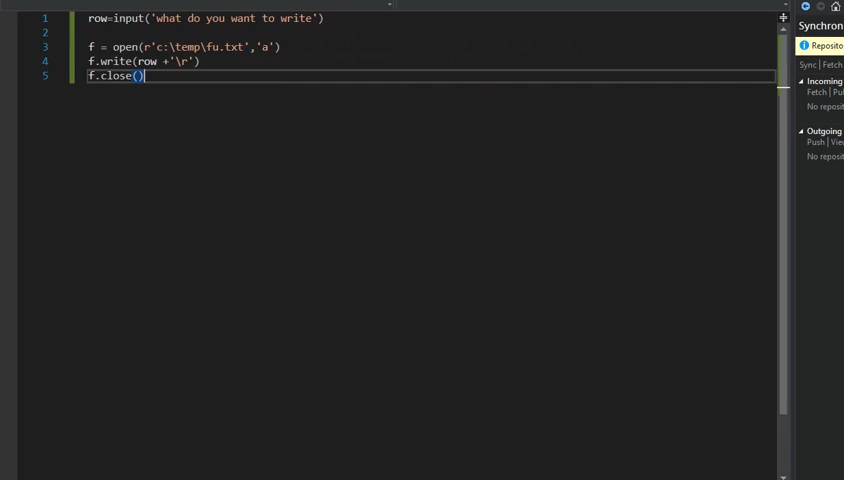 1 row=input('what do you want to write')
2
3 f = open(r'c:\temp\fu.txt','a')
4 f.write(row +'\r')
5 f.close()
Synchron
Reposito
Sync | Fetch
Incoming
Fetch | Pu
No reposit
Outgoing
Push | Vie
No reposit